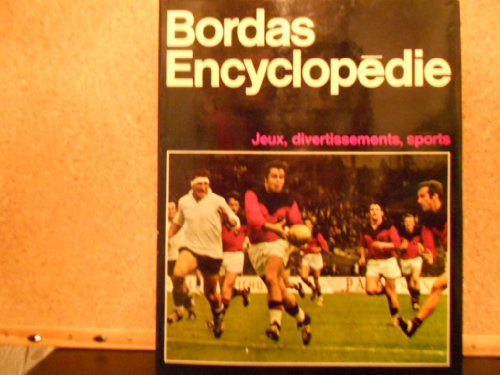 Bordas
Encyclopēdie
Jeux, divertissements, sports